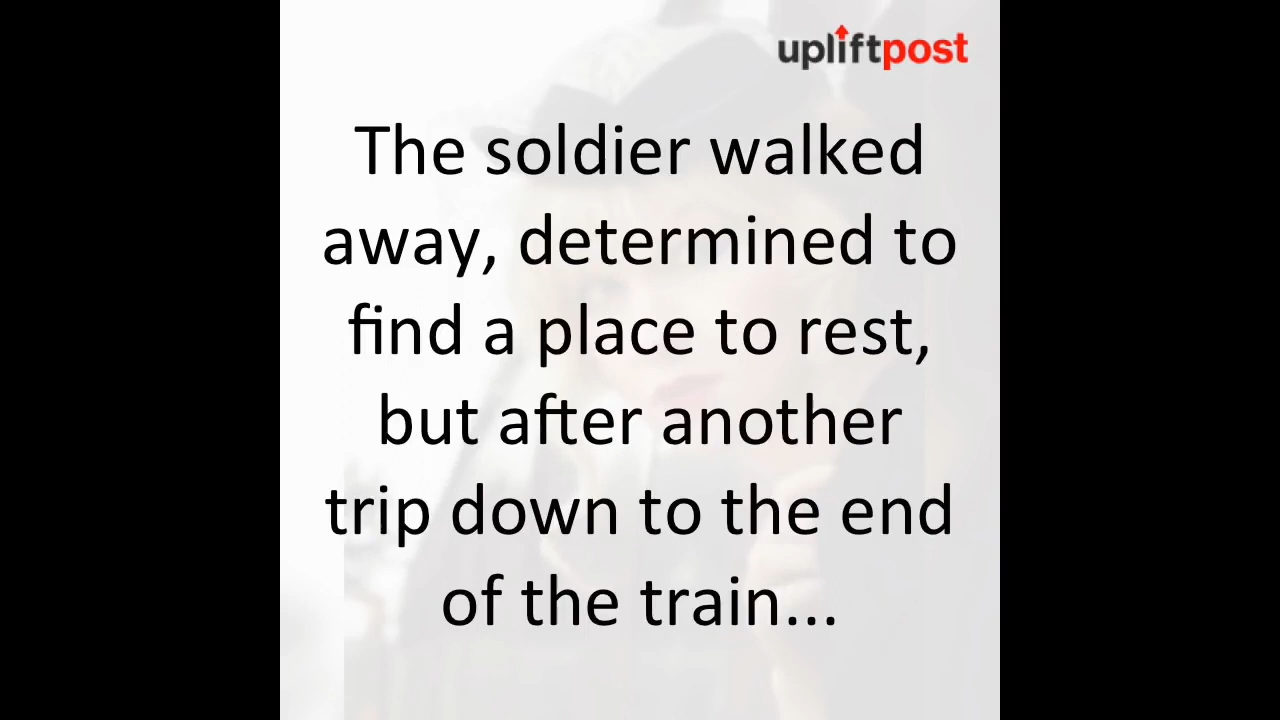 upliftpost
The soldier walked
away, determined to
find a place to rest,
but after another
trip down to the end
of the train...